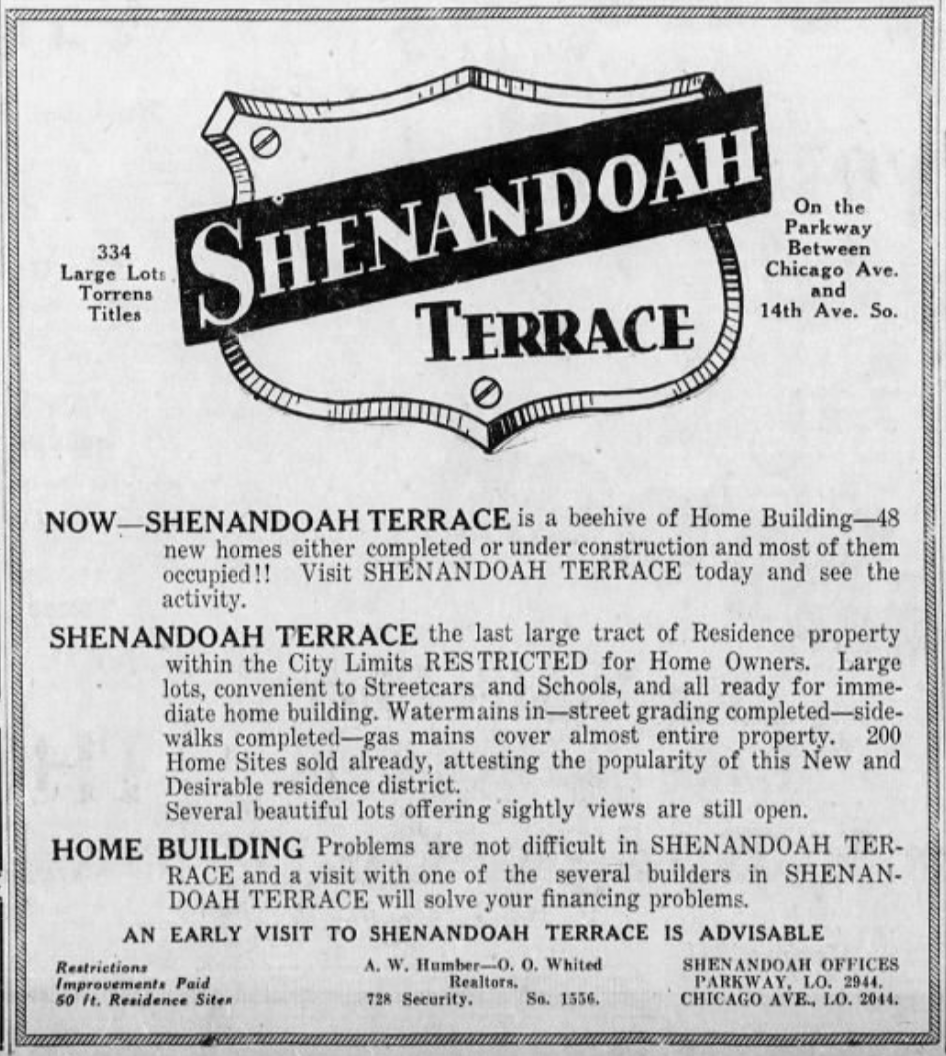 SHENANDOAH
TERRACE
334
Large Lots
Torrens
Titles
On the
Parkway
Between
Chicago Ave.
and
14th Ave. So.
NOW—SHENANDOAH TERRACE is a beehive of Home Building—48
new homes either completed or under construction and most of them
occupied!! Visit SHENANDOAH TERRACE today and see the
activity.
SHENANDOAH TERRACE the last large tract of Residence property
within the City Limits RESTRICTED for Home Owners. Large
lots, convenient to Streetcars and Schools, and all ready for imme-
diate home building. Watermains in—street grading completed—side-
walks completed—gas mains cover almost entire property. 200
Home Sites sold already, attesting the popularity of this New and
Desirable residence district.
Several beautiful lots offering sightly views are still open.
HOME BUILDING Problems are not difficult in SHENANDOAH TER-
RACE and a visit with one of the several builders in SHENAN-
DOAH TERRACE will solve your financing problems.
AN EARLY VISIT TO SHENANDOAH TERRACE IS ADVISABLE
Restrictions
Improvements Paid
50 ft. Residence Sites
A. W. Humber—O. O. Whited
Realtors.
728 Security. So. 1556.
SHENANDOAH OFFICES
PARKWAY, LO. 2944.
CHICAGO AVE., LO. 2044.